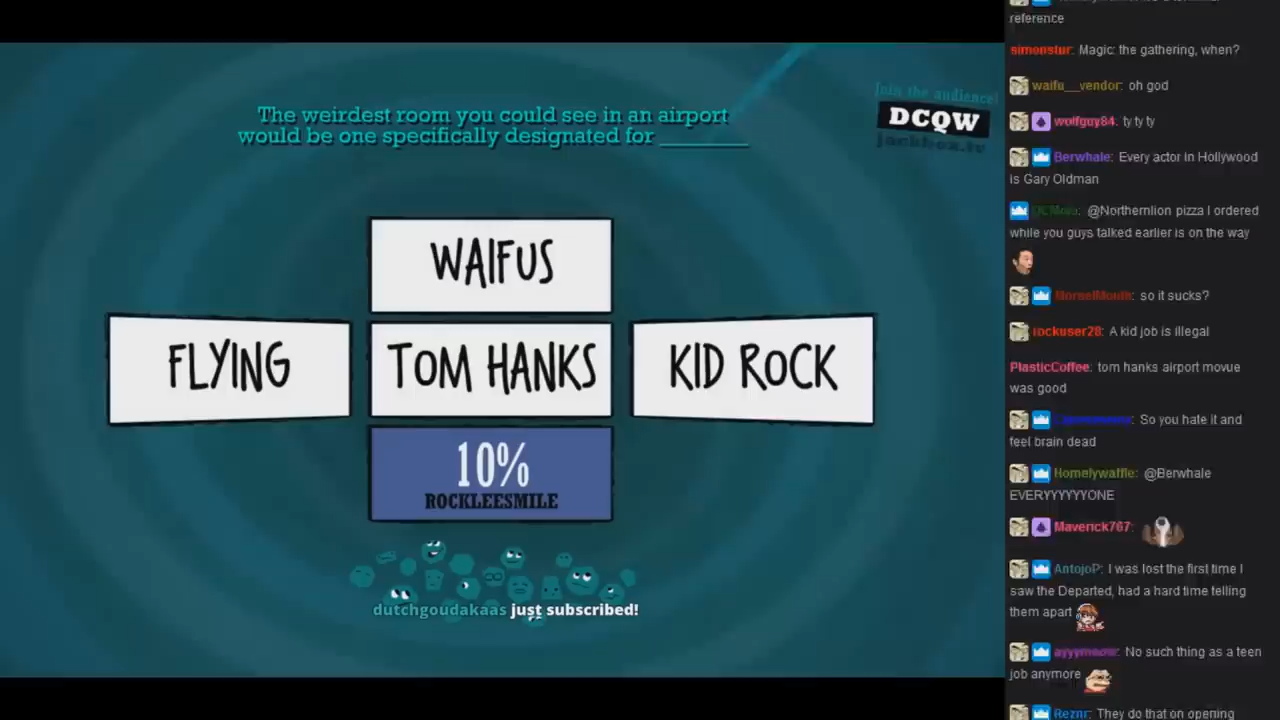 The weirdest room you could see in an airport
would be one specifically designated for ________
Join the audience!
DCQW
jackbox.tv
WAIFUS
FLYING
TOM HANKS
KID ROCK
10%
ROCKLEESMILE
dutchgoudakaas just subscribed!
reference
simonstur: Magic: the gathering, when?
waifu__vendor: oh god
wolfguy84: ty ty ty
Berwhale: Every actor in Hollywood
is Gary Oldman
@Northernlion pizza I ordered
while you guys talked earlier is on the way
so it sucks?
rockuser28: A kid job is illegal
PlasticCoffee: tom hanks airport movue
was good
So you hate it and
feel brain dead
Homelywaffle: @Berwhale
EVERYYYYYYONE
Maverick767:
AntojoP: I was lost the first time I
saw the Departed, had a hard time telling
them apart
No such thing as a teen
job anymore
Reznr: They do that on opening